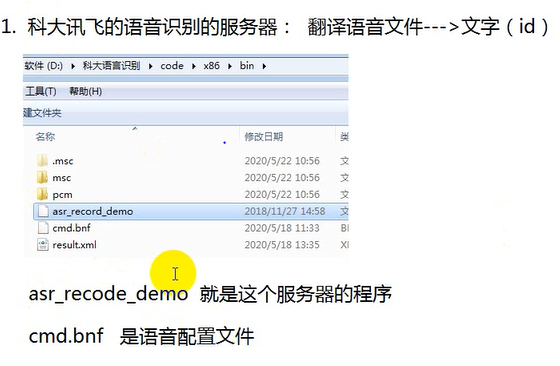 1. 科大讯飞的语音识别的服务器： 翻译语音文件--->文字（id）
软件 (D:) ▸ 科大语言识别 ▸ code ▸ x86 ▸ bin ▸
工具(T) 帮助(H)
建文件夹
名称 修改日期 类
.msc 2020/5/22 10:56 文
msc 2020/5/22 10:56 文
pcm 2020/5/22 10:56 文
asr_record_demo 2018/11/27 14:58 文
cmd.bnf 2020/5/18 11:33 BI
result.xml 2020/5/18 13:35 XI
asr_recode_demo 就是这个服务器的程序
cmd.bnf 是语音配置文件